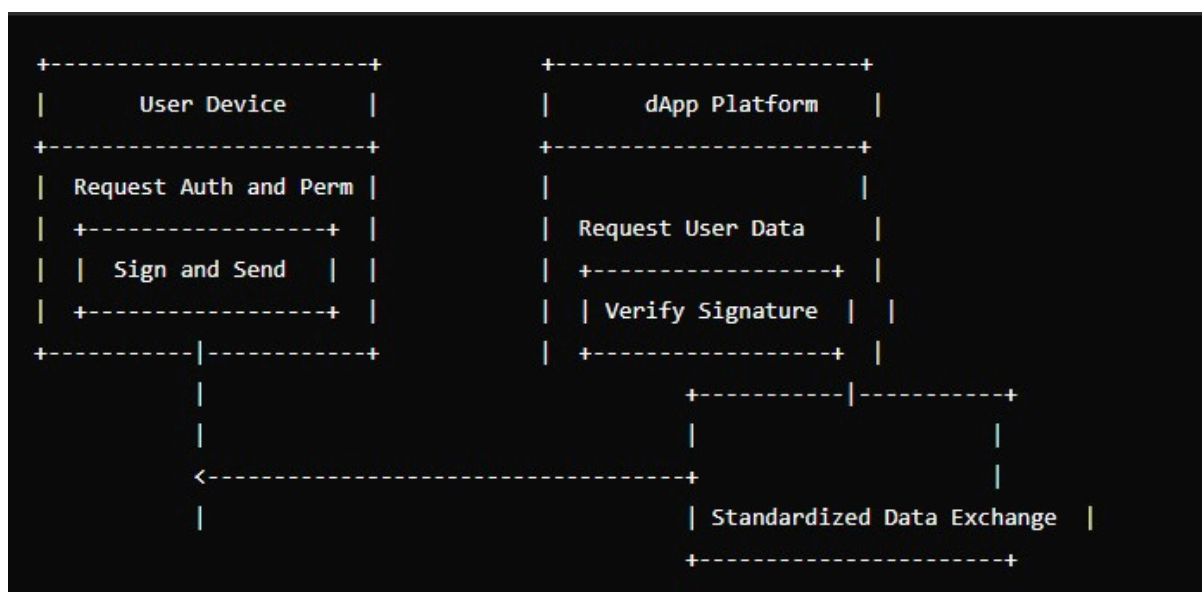 User Device
dApp Platform
Request Auth and Perm
Request User Data
Sign and Send
Verify Signature
Standardized Data Exchange